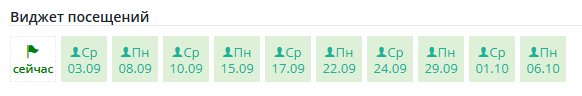 Виджет посещений
сейчас
Ср 03.09
Пн 08.09
Ср 10.09
Пн 15.09
Ср 17.09
Пн 22.09
Ср 24.09
Пн 29.09
Ср 01.10
Пн 06.10